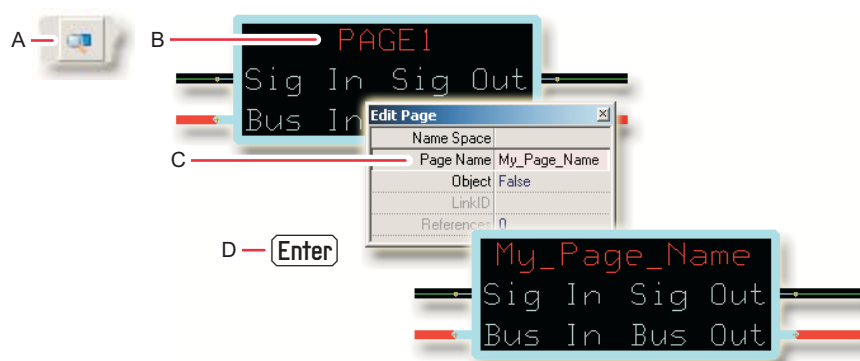 A
B
PAGE1
Sig In Sig Out
Bus In
Edit Page
Name Space
C
Page Name My_Page_Name
Object False
LinkID
References 0
D
Enter
My_Page_Name
Sig In Sig Out
Bus In Bus Out